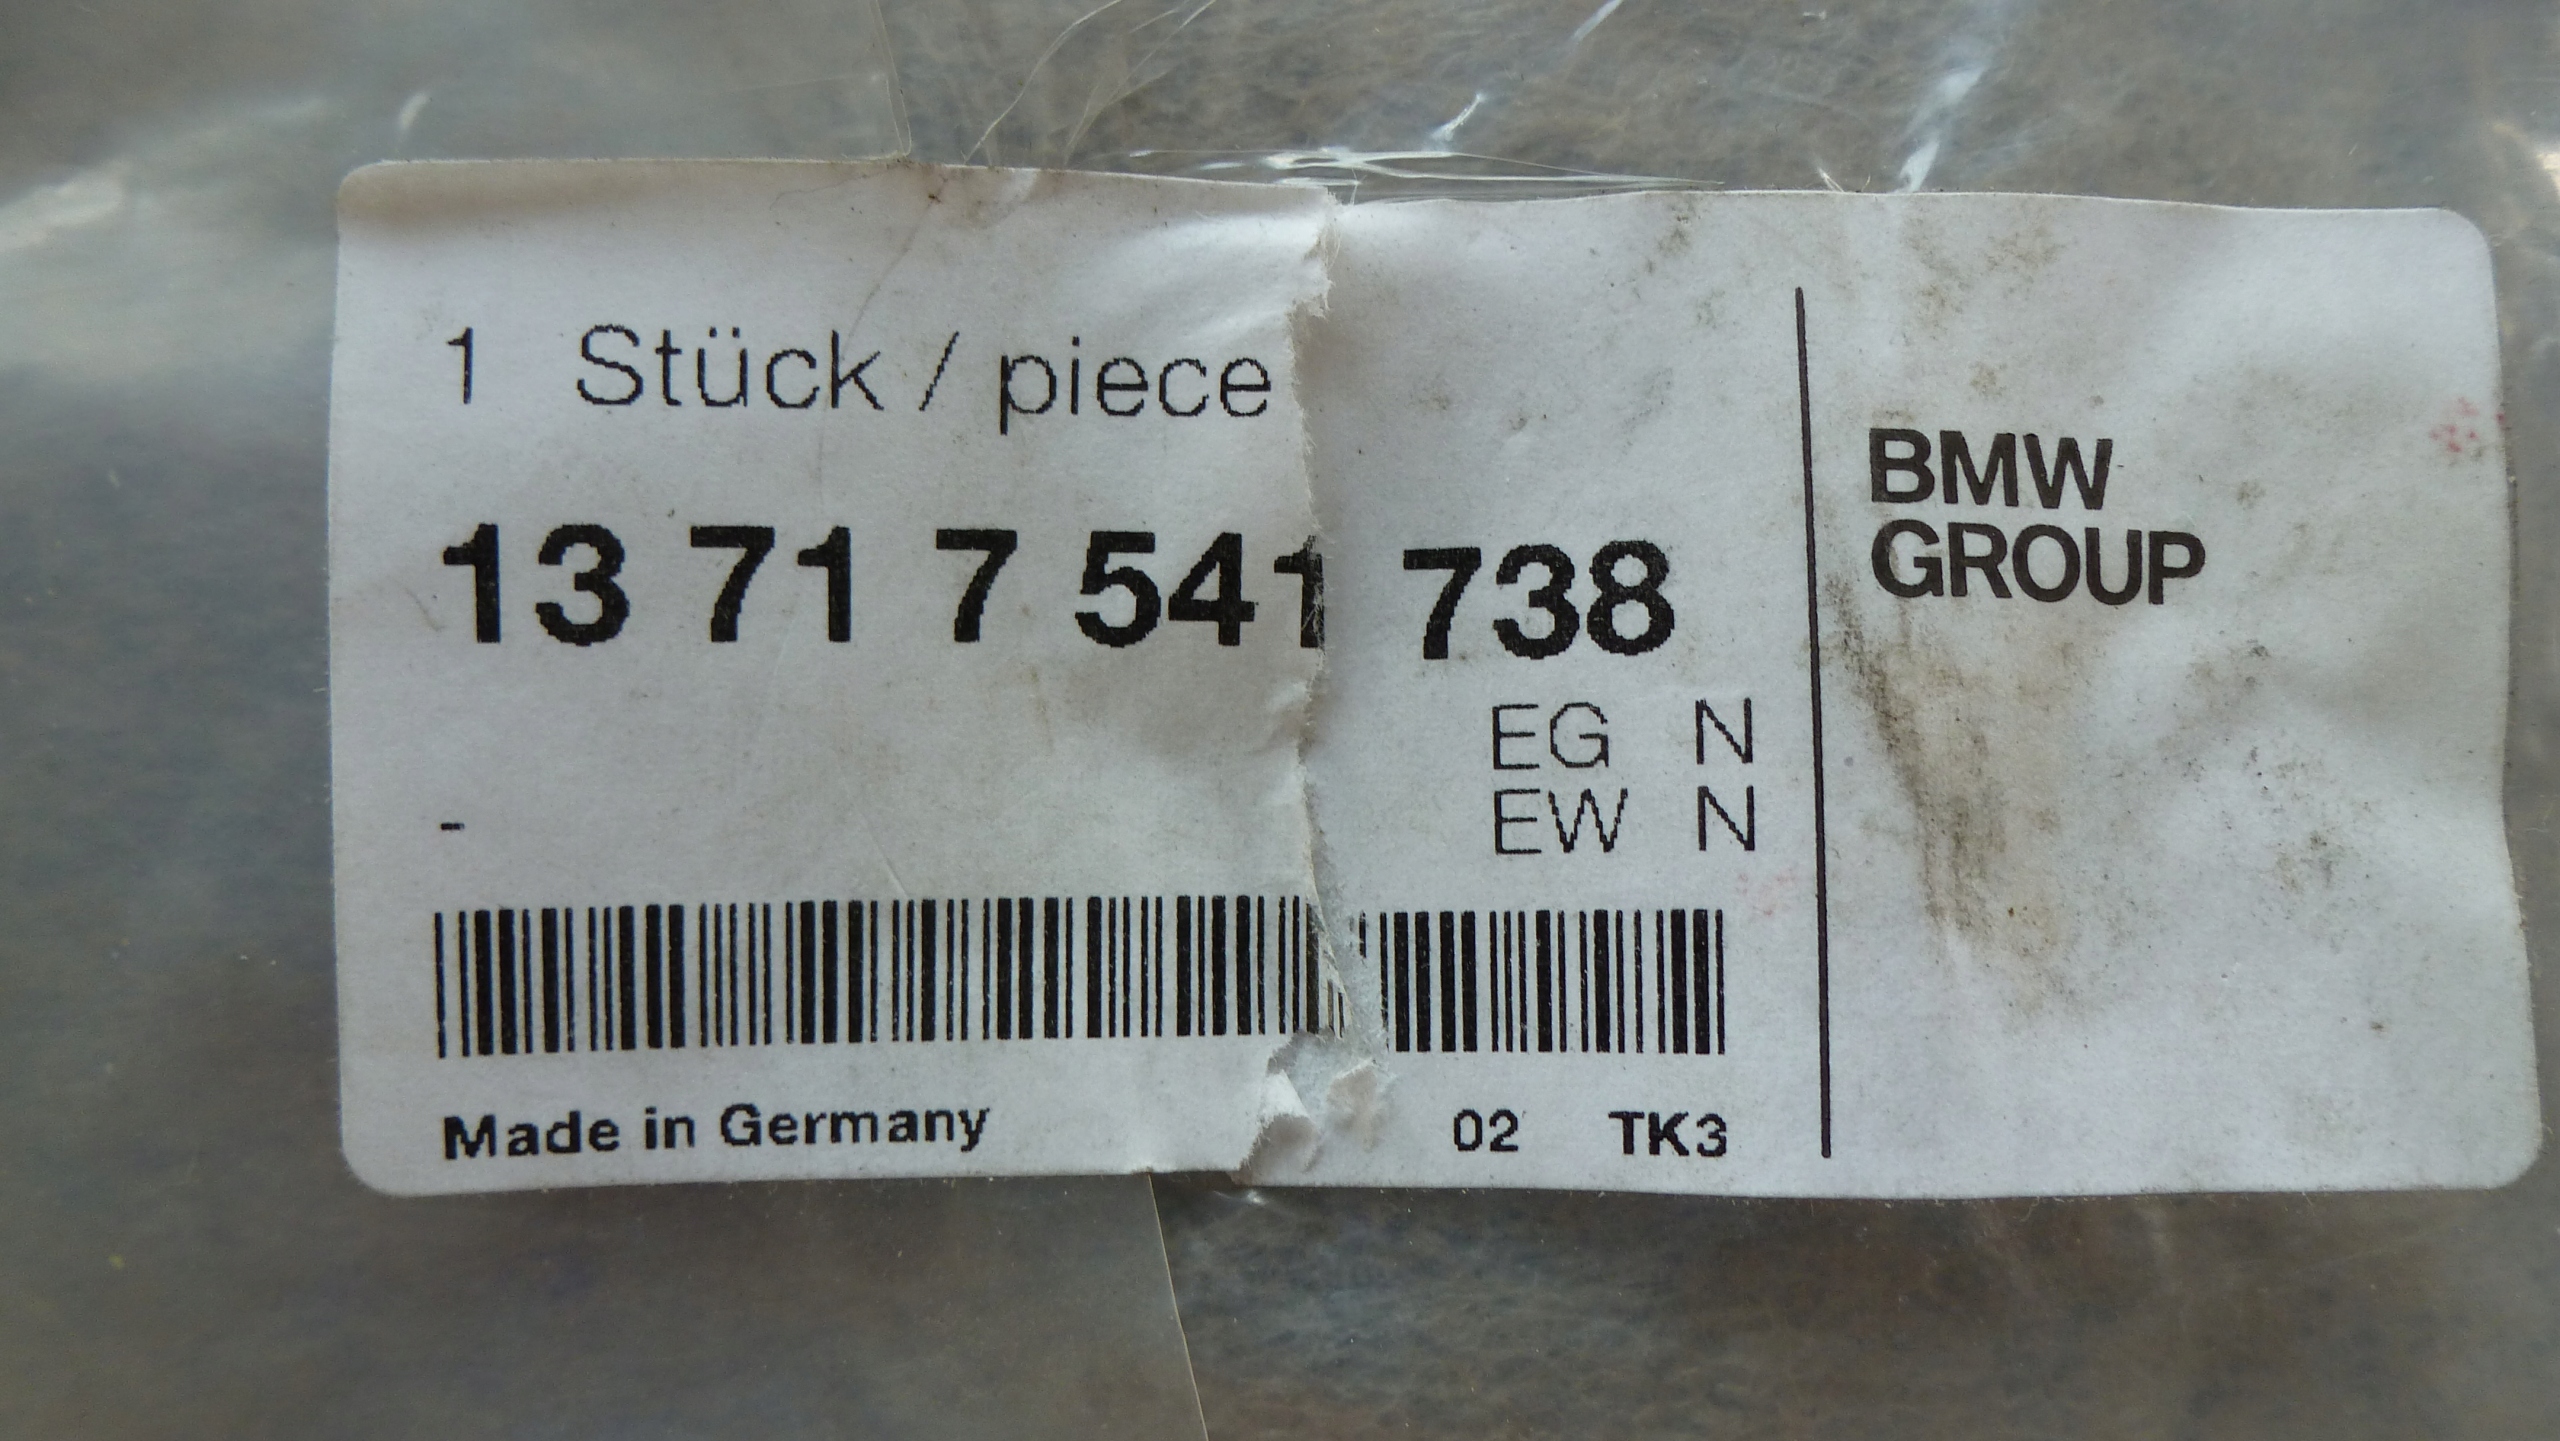 1 Stück / piece
13 71 7 541 738
EG N
EW N
-
Made in Germany
02 TK3
BMW
GROUP